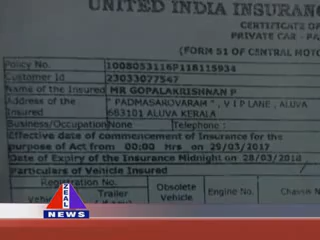 UNITED INDIA INSURANC
CERTIFICATE OF
PRIVATE CAR - PA
(FORM 51 OF CENTRAL MOTO
Policy No. 1008053116P118115934
Customer Id 23033077547
Name of the Insured MR GOPALAKRISHNAN P
Address of the Insured "PADMASAROVARAM", VIP LANE, ALUVA
683101 ALUVA KERALA
Business/Occupation None Telephone :
Effective date of commencement of Insurance for the
purpose of Act from 00:00 Hrs on 29/03/2017
Date of Expiry of the Insurance Midnight on 28/03/2018
Particulars of Vehicle Insured
Registration No. Obsolete Vehicle Engine No. Chassis N
Trailer
ZEAL
NEWS